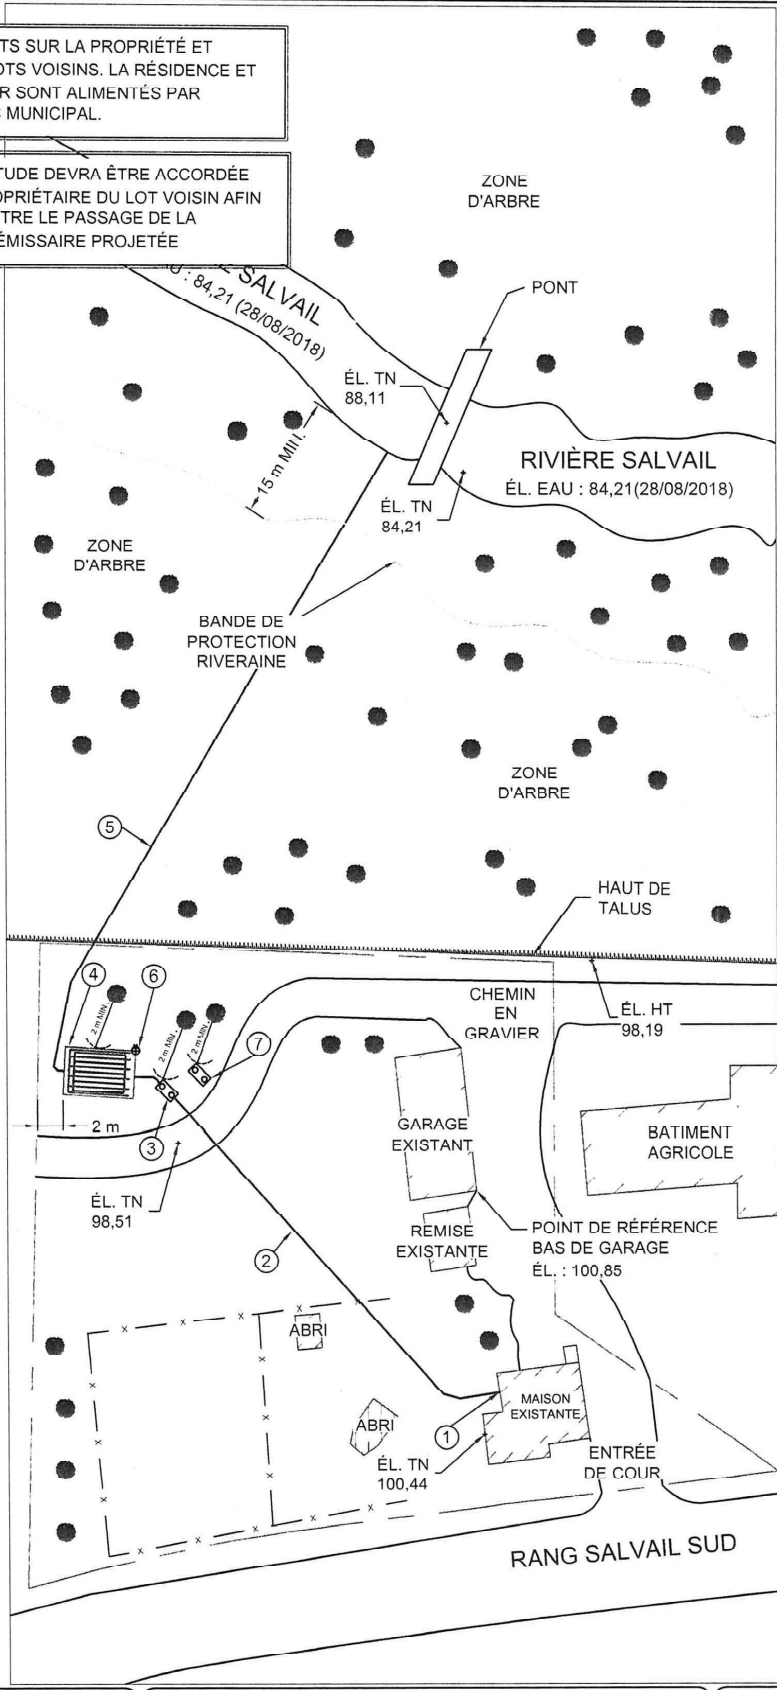 TS SUR LA PROPRIÉTÉ ET
OTS VOISINS. LA RÉSIDENCE ET
R SONT ALIMENTÉS PAR
MUNICIPAL.
TUDE DEVRA ÊTRE ACCORDÉE
OPRIÉTAIRE DU LOT VOISIN AFIN
TRE LE PASSAGE DE LA
ÉMISSAIRE PROJETÉE
ZONE
D'ARBRE
SALVAIL
U : 84,21 (28/08/2018)
PONT
ÉL. TN
88,11
15 m MIN.
RIVIÈRE SALVAIL
ÉL. EAU : 84,21(28/08/2018)
ÉL. TN
84,21
ZONE
D'ARBRE
BANDE DE
PROTECTION
RIVERAINE
ZONE
D'ARBRE
5
HAUT DE
TALUS
4
6
2 m MIN.
2 m MIN.
2 m MIN.
7
CHEMIN
EN
GRAVIER
ÉL. HT
98,19
2 m
3
GARAGE
EXISTANT
BATIMENT
AGRICOLE
ÉL. TN
98,51
2
REMISE
EXISTANTE
POINT DE RÉFÉRENCE
BAS DE GARAGE
ÉL. : 100,85
ABRI
ABRI
1
MAISON
EXISTANTE
ÉL. TN
100,44
ENTRÉE
DE COUR
RANG SALVAIL SUD